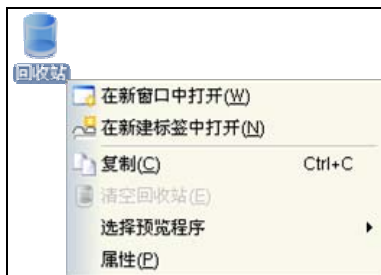 回收站
在新窗口中打开(W)
在新建标签中打开(N)
复制(C) Ctrl+C
清空回收站(E)
选择预览程序
属性(P)